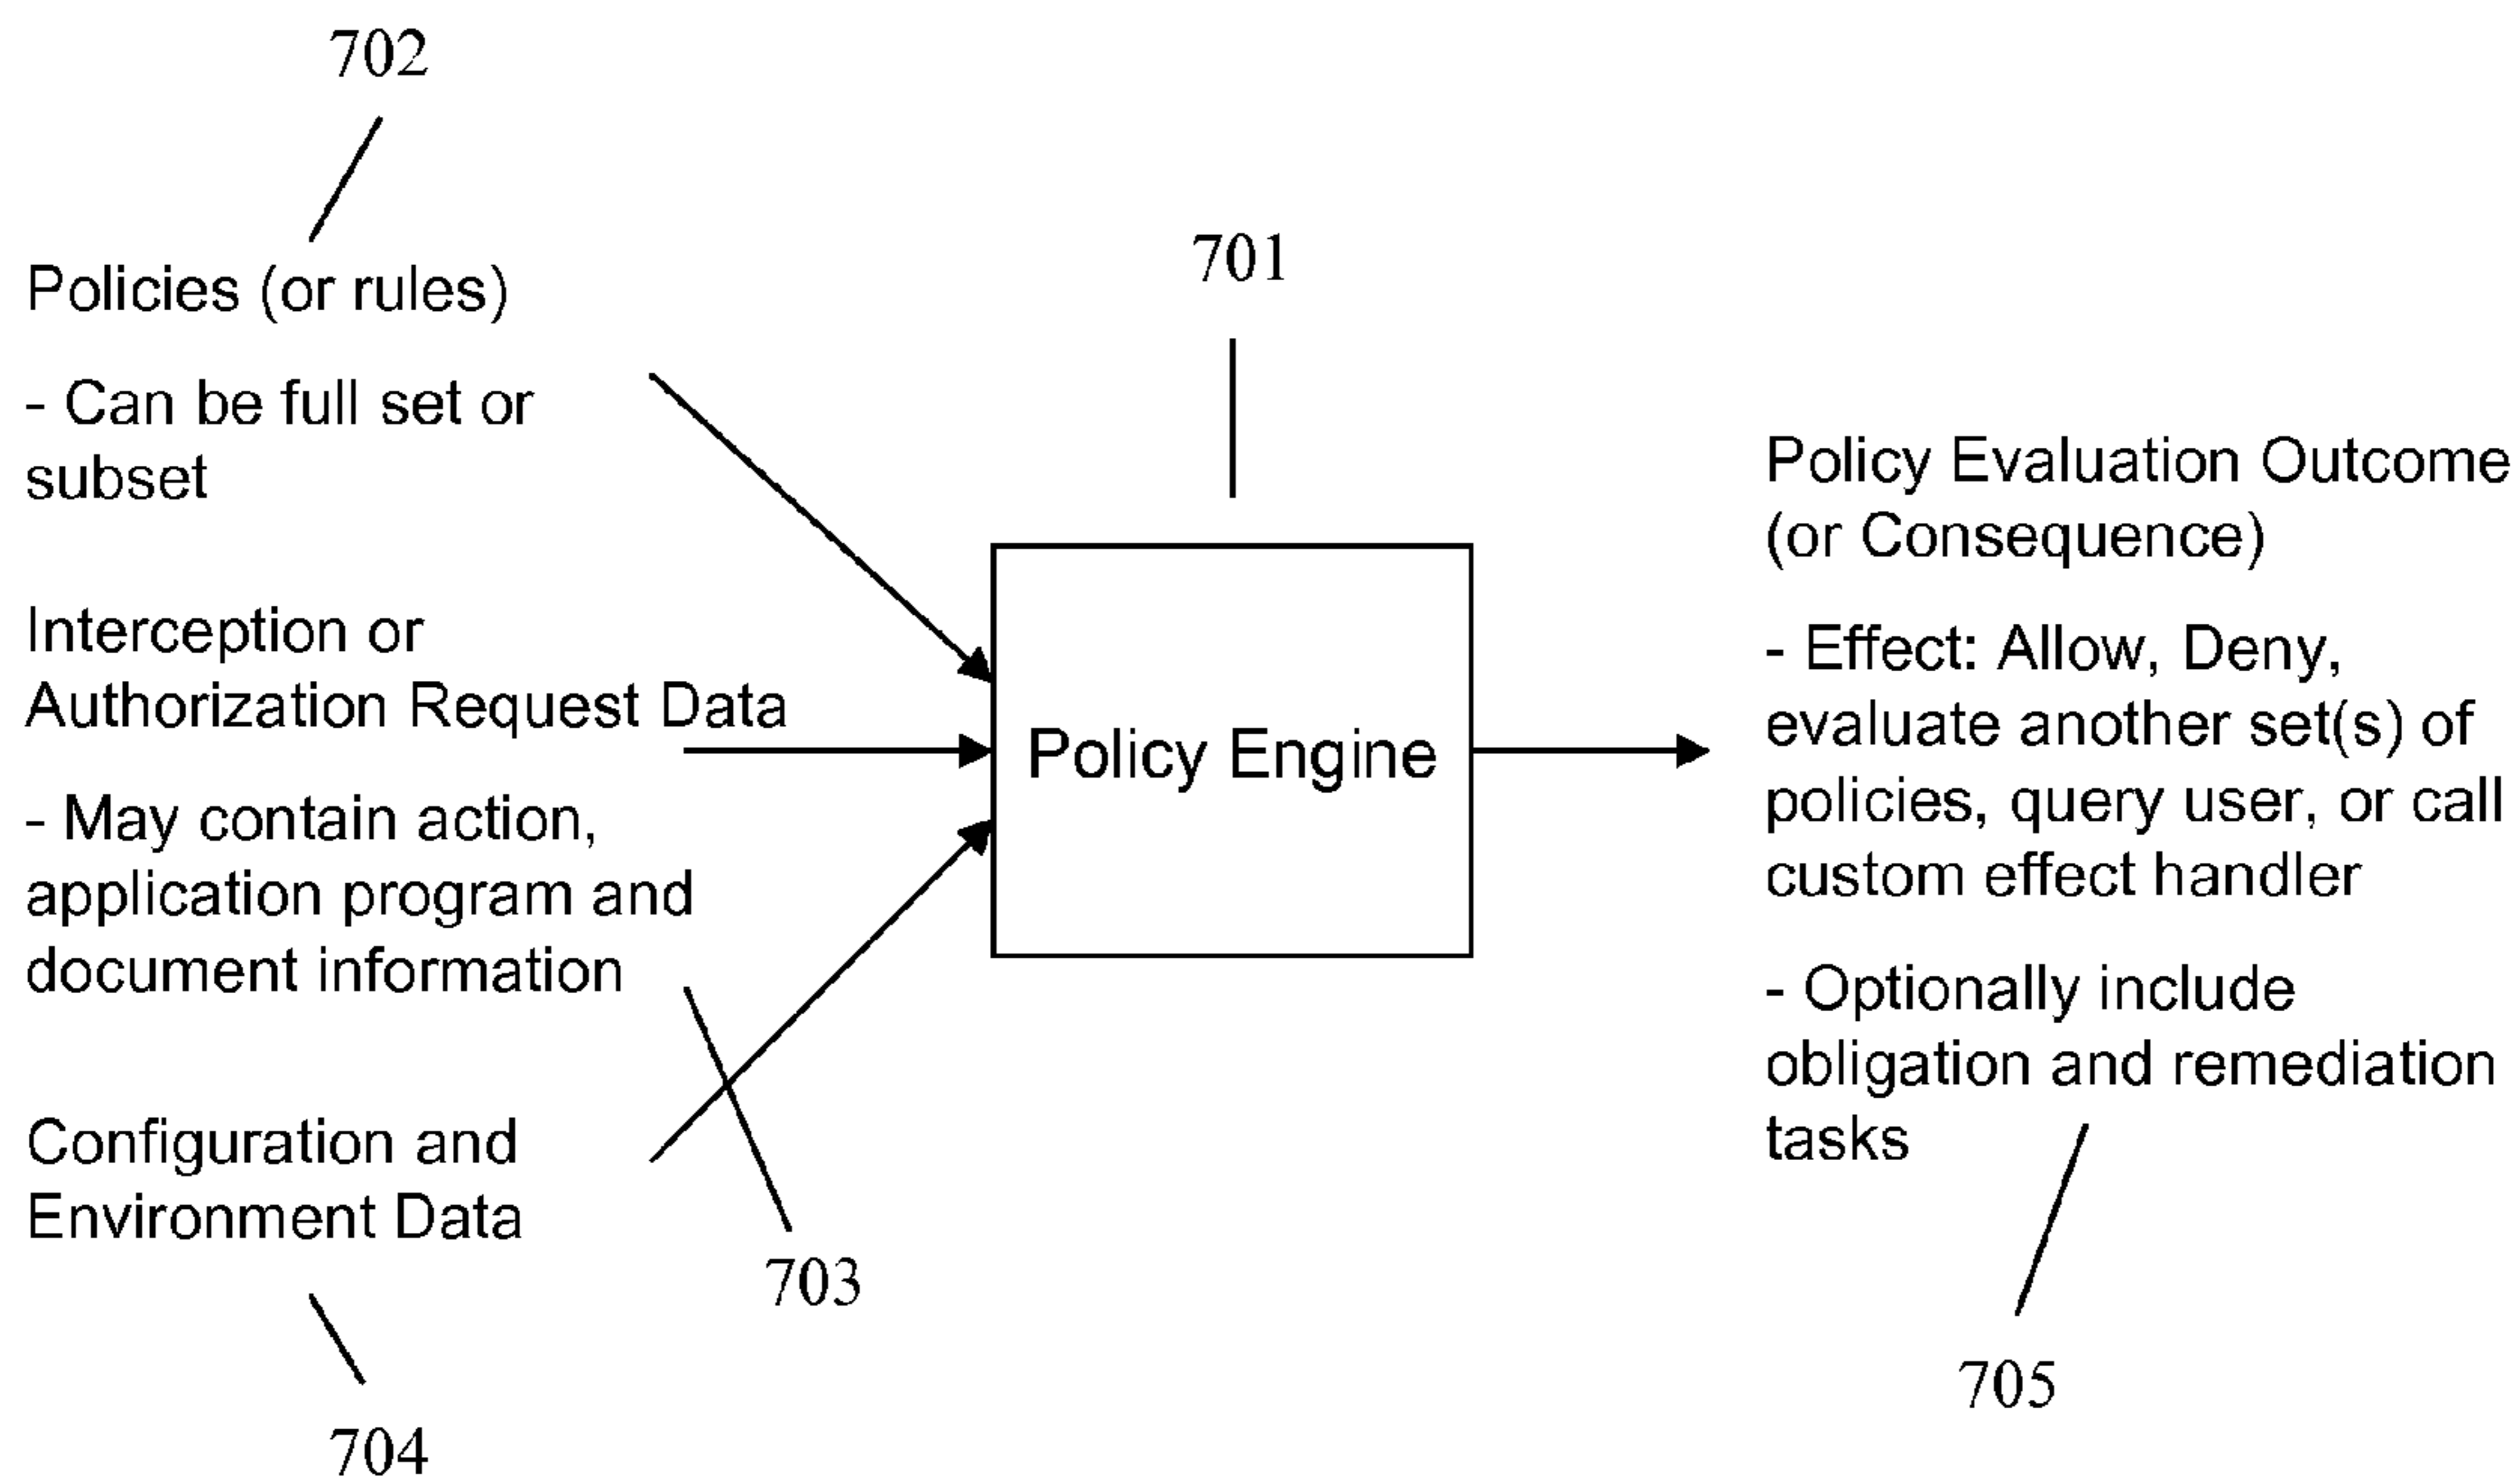 702
Policies (or rules)
- Can be full set or
subset
Interception or
Authorization Request Data
- May contain action,
application program and
document information
Configuration and
Environment Data
703
704
701
Policy Engine
Policy Evaluation Outcome
(or Consequence)
- Effect: Allow, Deny,
evaluate another set(s) of
policies, query user, or call
custom effect handler
- Optionally include
obligation and remediation
tasks
705